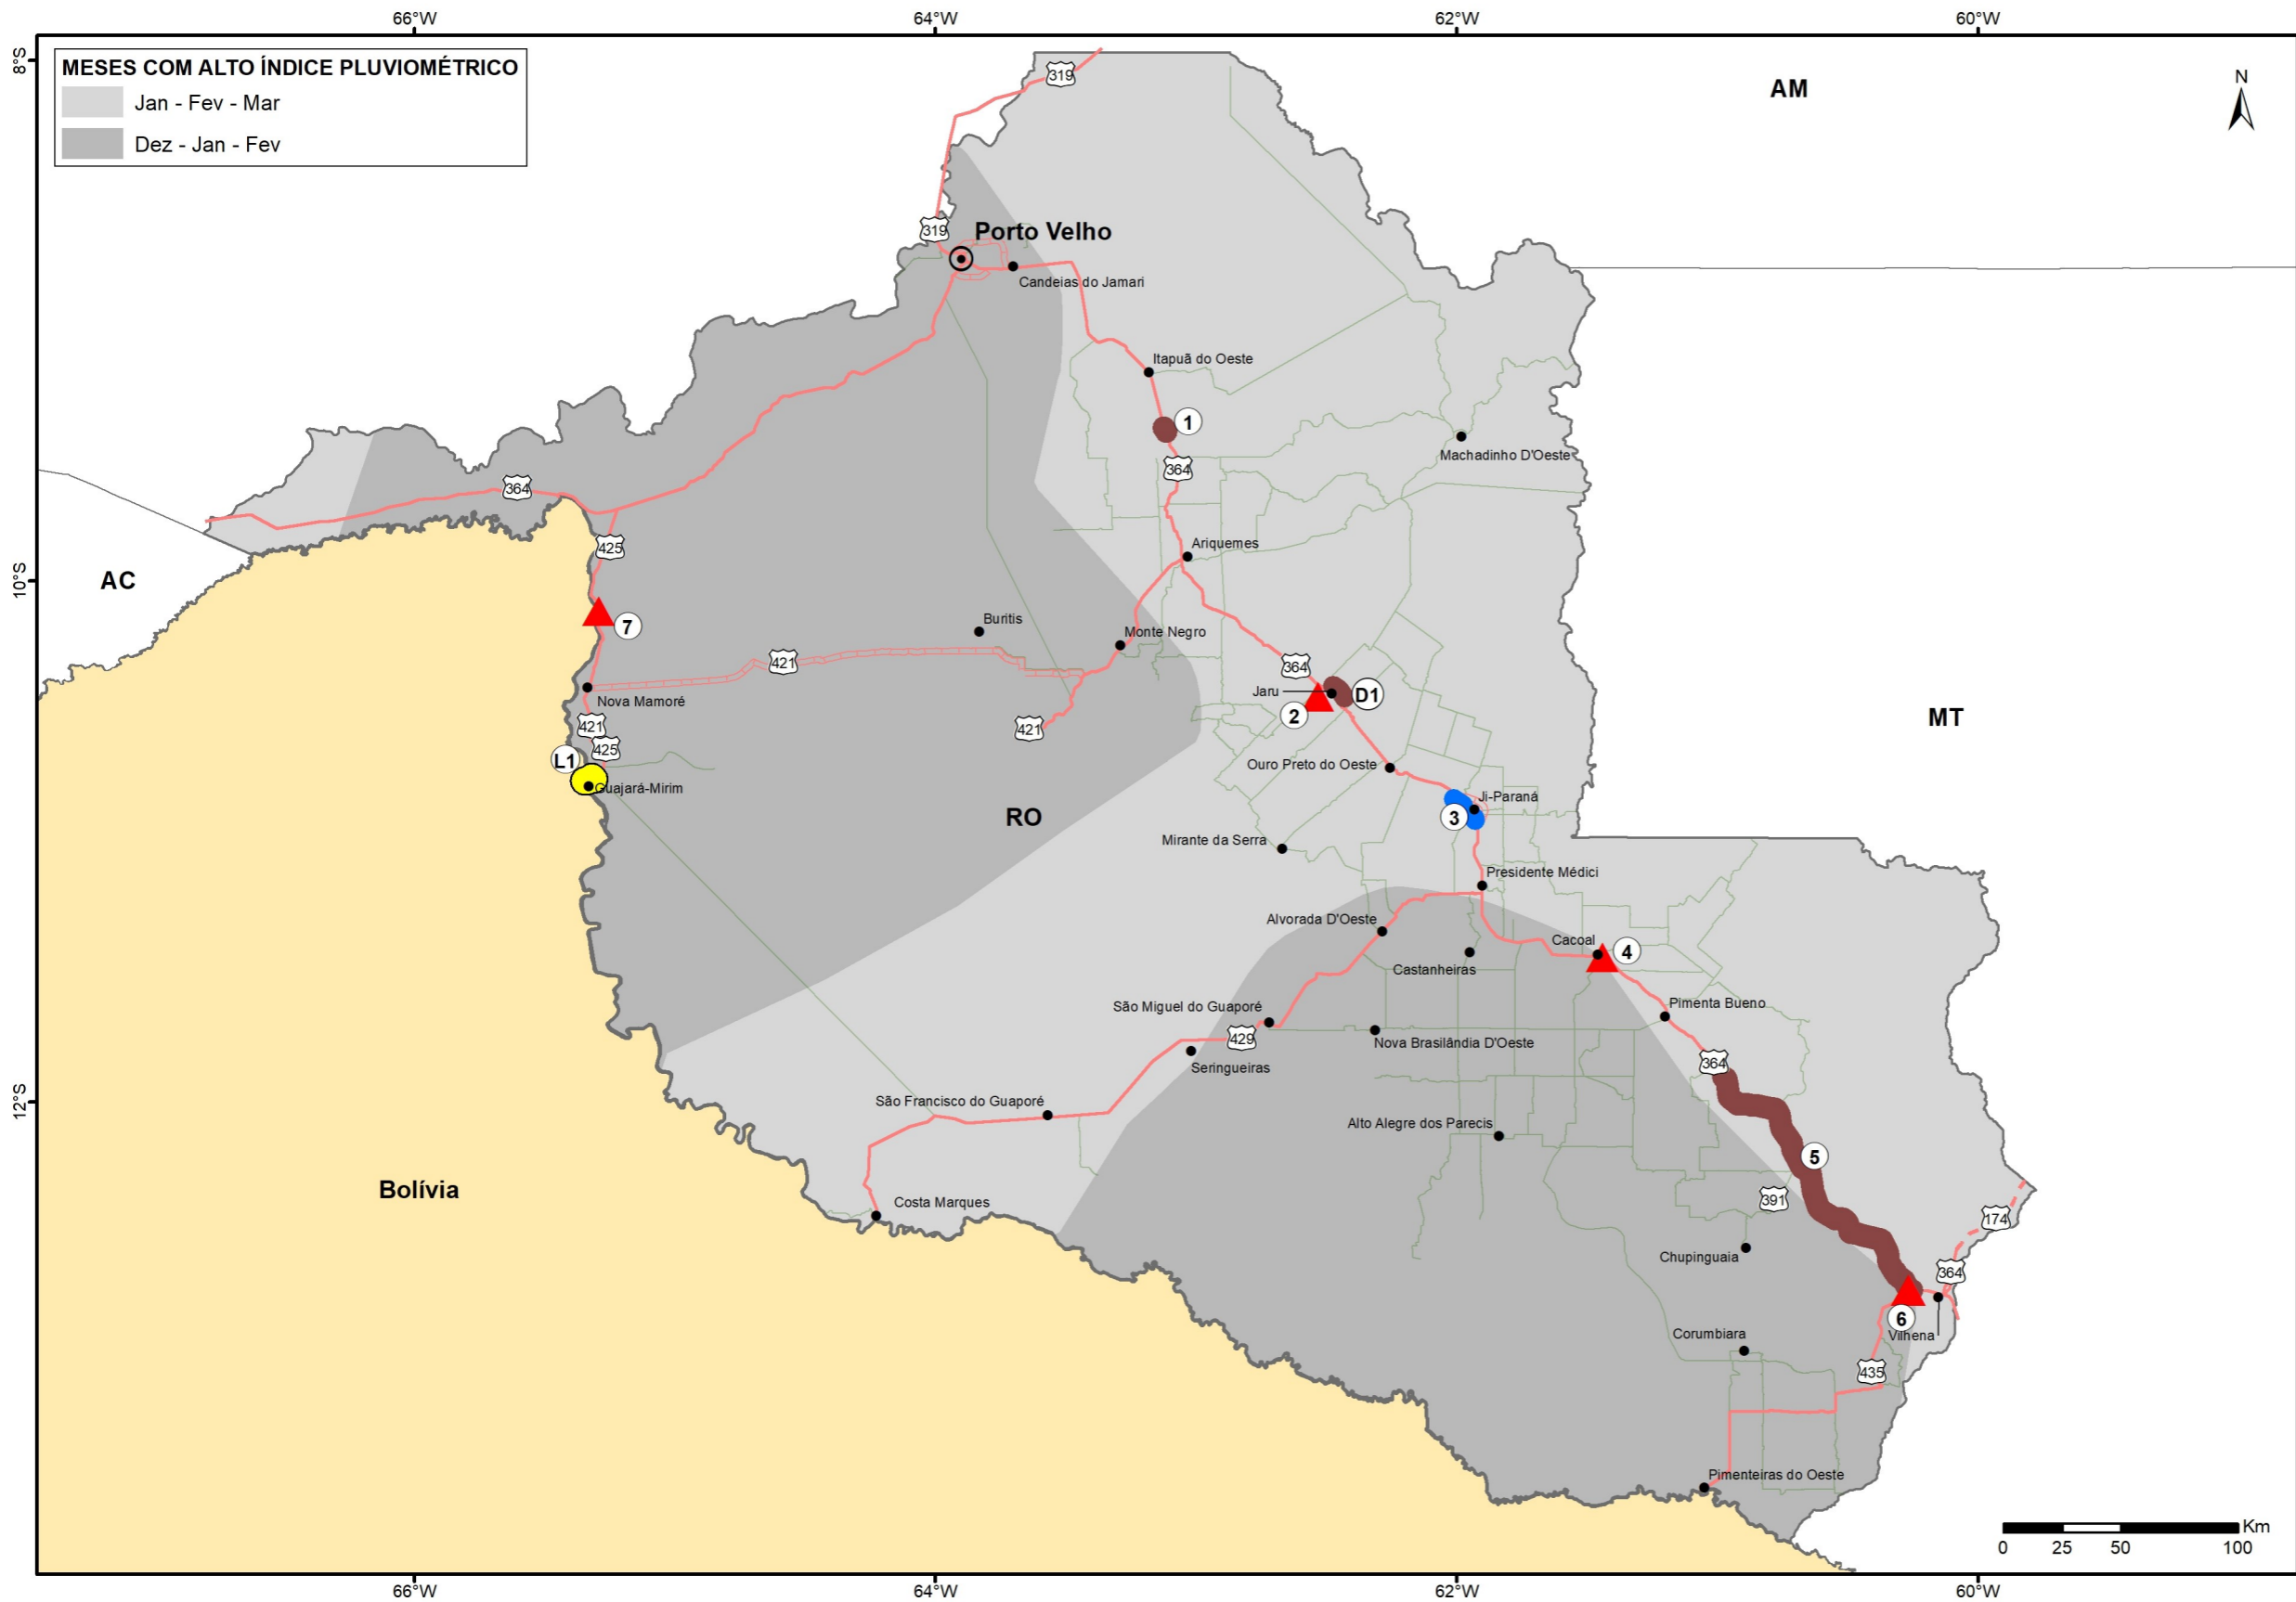 66°W
64°W
62°W
60°W
8°S
MESES COM ALTO ÍNDICE PLUVIOMÉTRICO
Jan - Fev - Mar
Dez - Jan - Fev
319
AM
N
319
Porto Velho
Candeias do Jamari
Itapuã do Oeste
1
364
Machadinho D'Oeste
364
425
Ariquemes
AC
10°S
7
Buritis
Monte Negro
421
364
Nova Mamoré
Jaru
D1
2
421
421
425
MT
L1
Guajará-Mirim
Ouro Preto do Oeste
Ji-Paraná
3
RO
Mirante da Serra
Presidente Médici
Alvorada D'Oeste
Cacoal
4
Castanheiras
São Miguel do Guaporé
Pimenta Bueno
429
Nova Brasilândia D'Oeste
Seringueiras
364
São Francisco do Guaporé
12°S
Alto Alegre dos Parecis
5
Bolívia
Costa Marques
391
174
Chupinguaia
364
6
Vilhena
Corumbiara
435
Pimenteiras do Oeste
Km
0 25 50 100
66°W
64°W
62°W
60°W